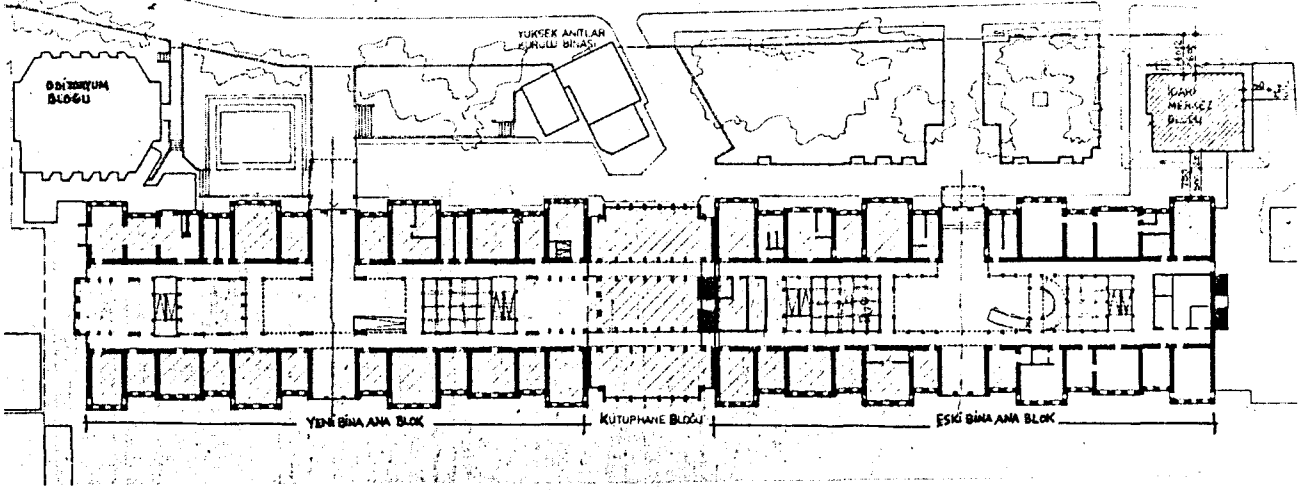 YÜKSEK ANITLAR
KURULU BİNASI
ODİTORYUM
BLOĞU
İDARİ
MERKEZ
BLOĞU
YENİ BİNA ANA BLOK
KÜTÜPHANE BLOĞU
ESKİ BİNA ANA BLOK